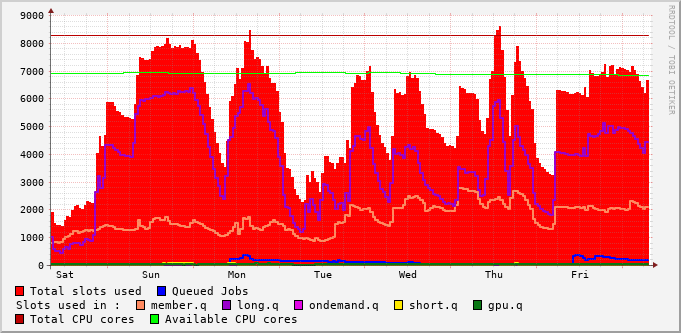 9000
8000
7000
6000
5000
4000
3000
2000
1000
0
Sat Sun Mon Tue Wed Thu Fri
RRDTOOL / TOBI OETIKER
Total slots used Queued Jobs
Slots used in : member.q long.q ondemand.q short.q gpu.q
Total CPU cores Available CPU cores